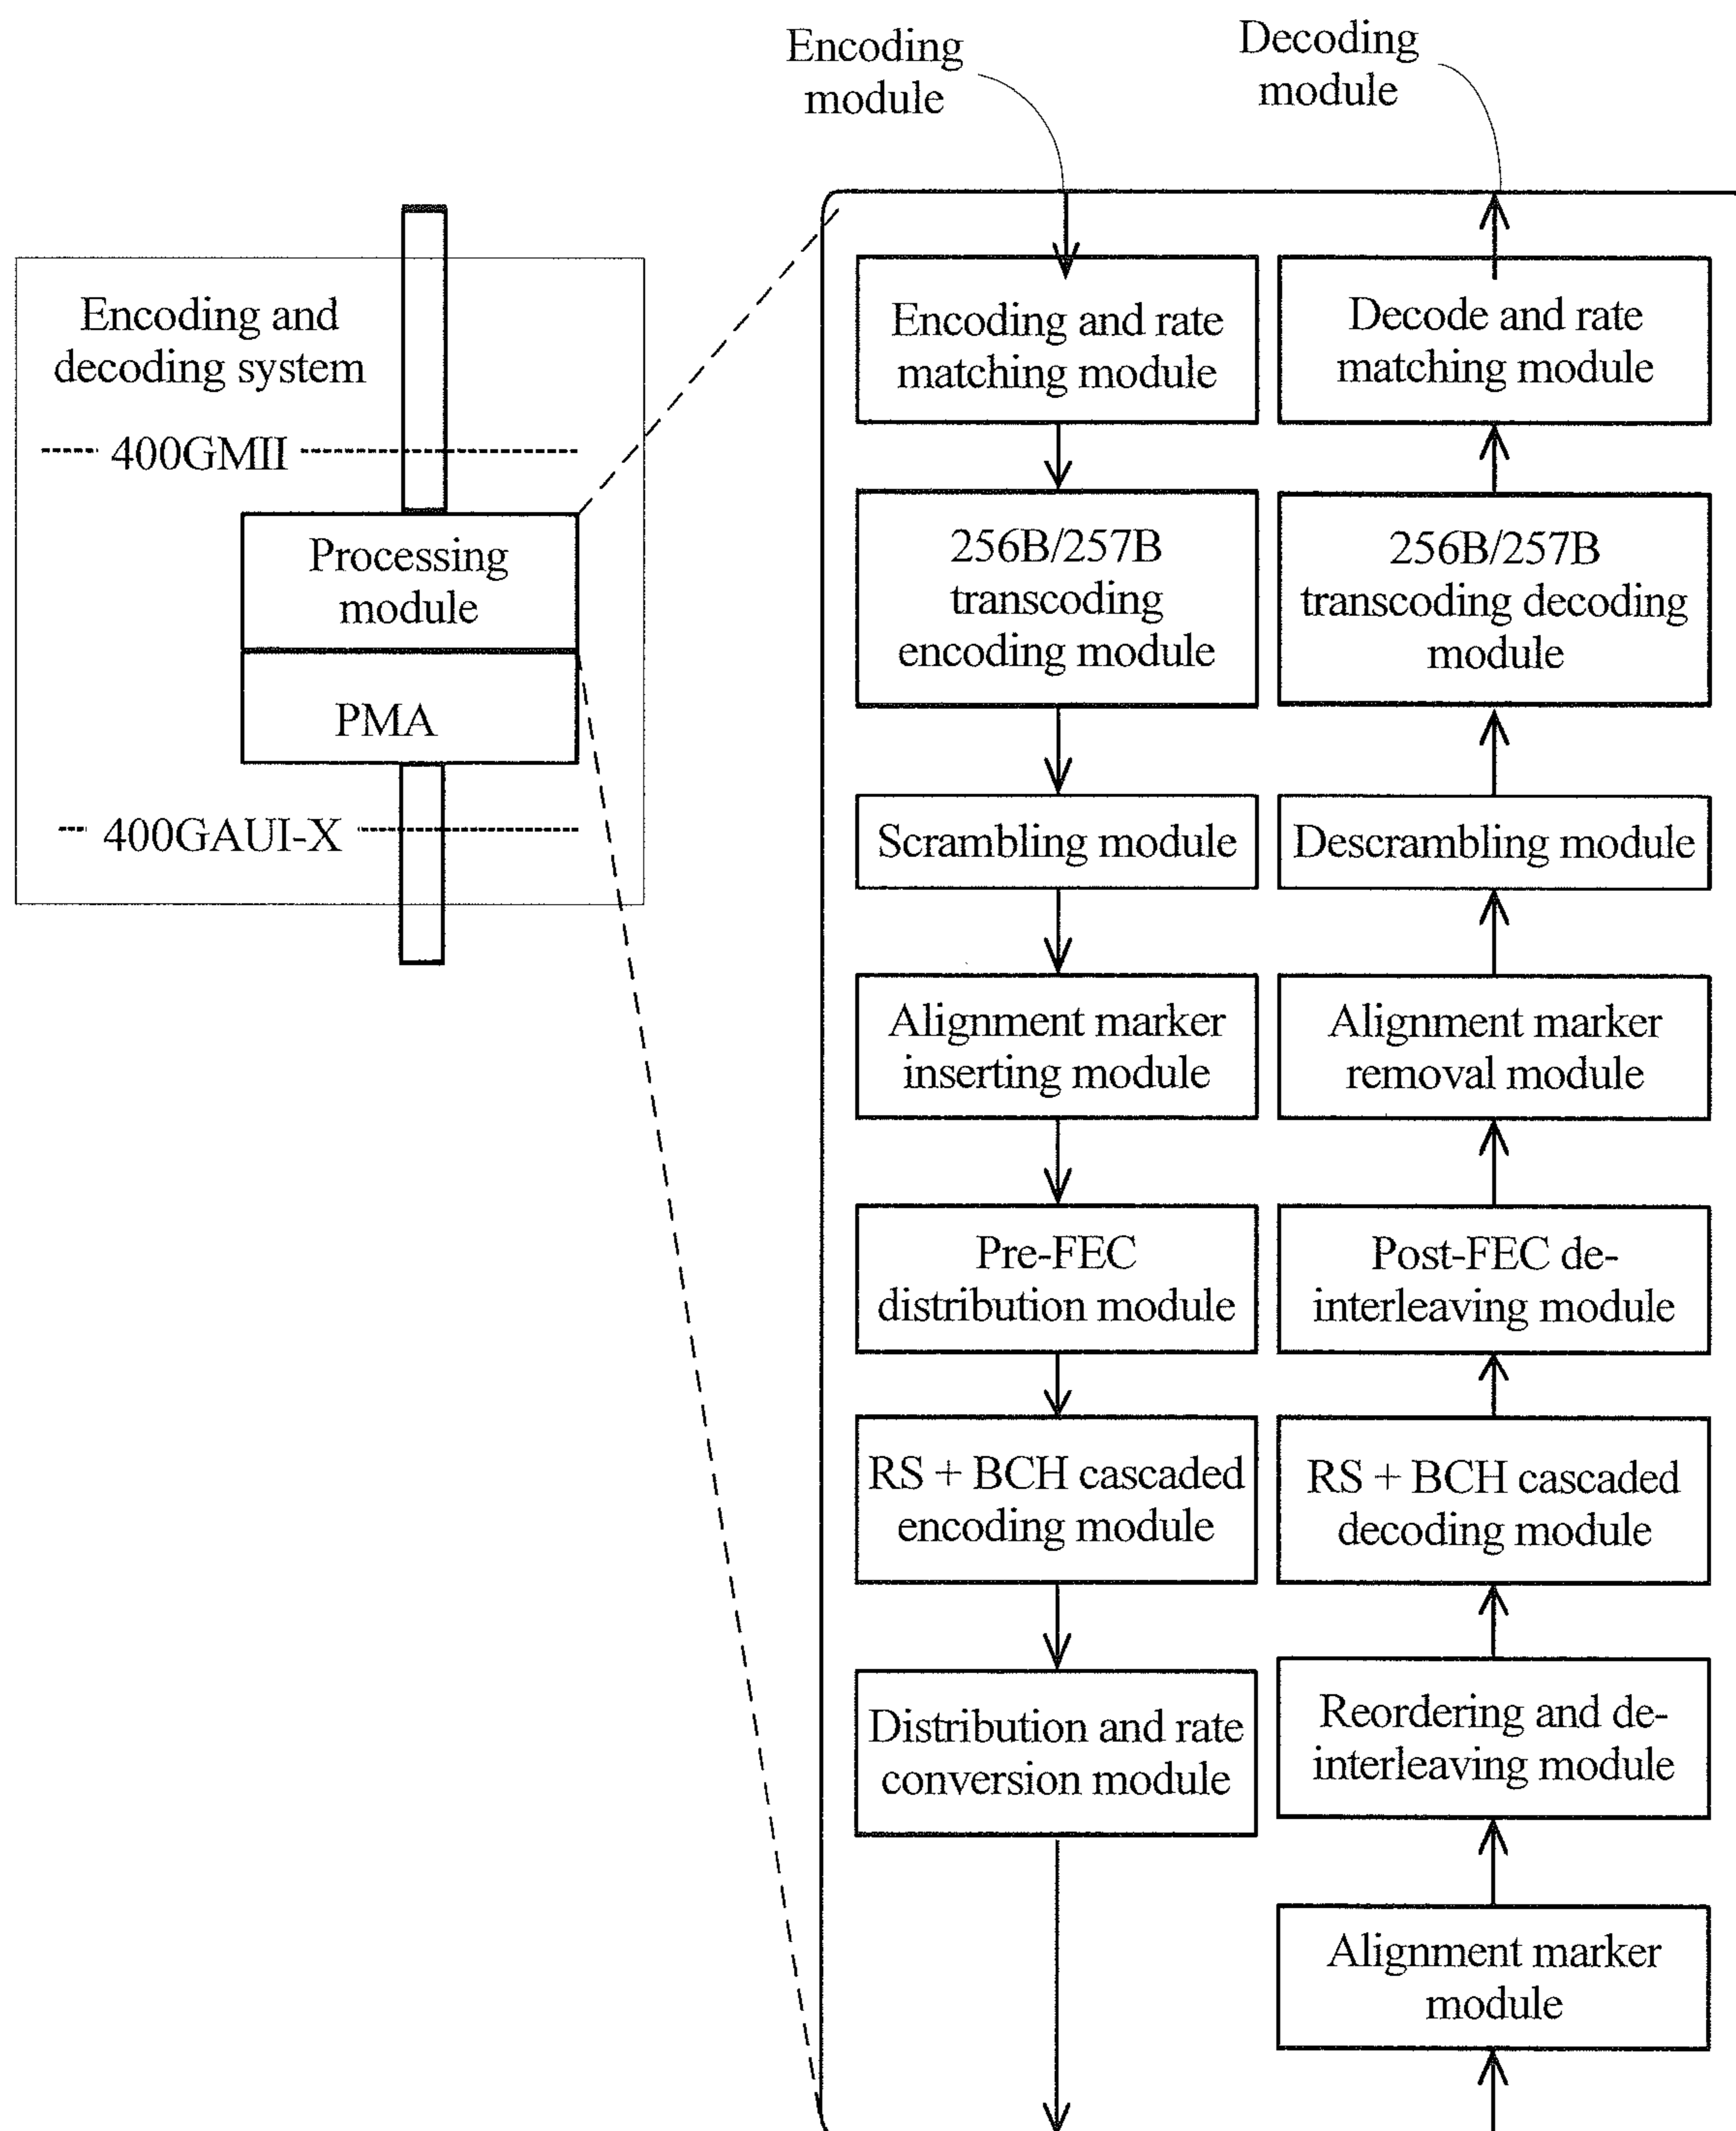 Encoding
module
Decoding
module
Encoding and
decoding system
400GMII
Processing
module
PMA
400GAUI-X
Encoding and rate
matching module
256B/257B
transcoding
encoding module
Scrambling module
Alignment marker
inserting module
Pre-FEC
distribution module
RS + BCH cascaded
encoding module
Distribution and rate
conversion module
Decode and rate
matching module
256B/257B
transcoding decoding
module
Descrambling module
Alignment marker
removal module
Post-FEC de-
interleaving module
RS + BCH cascaded
decoding module
Reordering and de-
interleaving module
Alignment marker
module